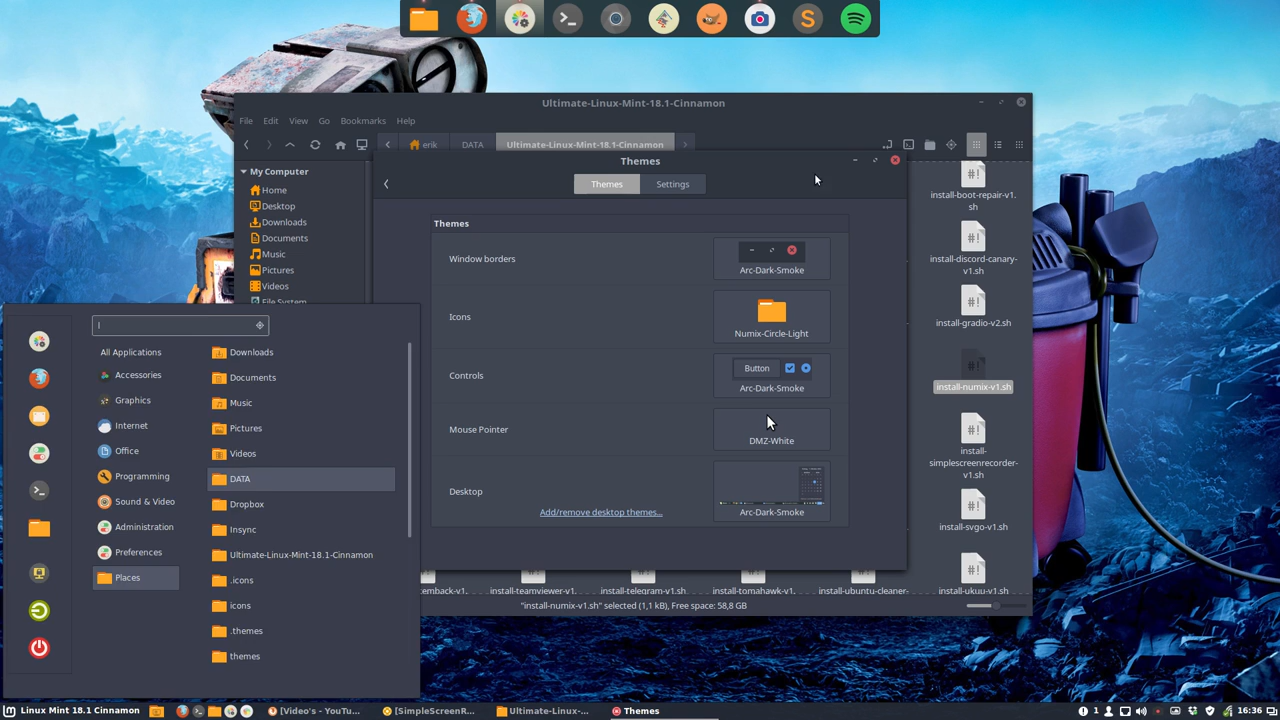 Ultimate-Linux-Mint-18.1-Cinnamon
File Edit View Go Bookmarks Help
erik DATA Ultimate-Linux-Mint-18.1-Cinnamon
My Computer
Home
Desktop
Downloads
Documents
Music
Pictures
Videos
File System
Themes
Themes Settings
Themes
Window borders
Arc-Dark-Smoke
Icons
Numix-Circle-Light
Controls
Button
Arc-Dark-Smoke
Mouse Pointer
DMZ-White
Desktop
Add/remove desktop themes...
Arc-Dark-Smoke
#!
install-boot-repair-v1.
sh
#!
install-discord-canary-
v1.sh
#!
install-gradio-v2.sh
#!
install-numix-v1.sh
#!
install-
simplescreenrecorder-
v1.sh
#!
install-svgo-v1.sh
#!
temback-v1 install-teamviewer-v1. install-telegram-v1.sh install-tomahawk-v1. install-ubuntu-cleaner- install-ukuu-v1.sh
"install-numix-v1.sh" selected (1,1 kB), Free space: 58,8 GB
All Applications
Accessories
Graphics
Internet
Office
Programming
Sound & Video
Administration
Preferences
Places
Downloads
Documents
Music
Pictures
Videos
DATA
Dropbox
Insync
Ultimate-Linux-Mint-18.1-Cinnamon
.icons
icons
.themes
themes
Linux Mint 18.1 Cinnamon
[Video's - YouTu...
[SimpleScreenR...
Ultimate-Linux-...
Themes
1
16:36